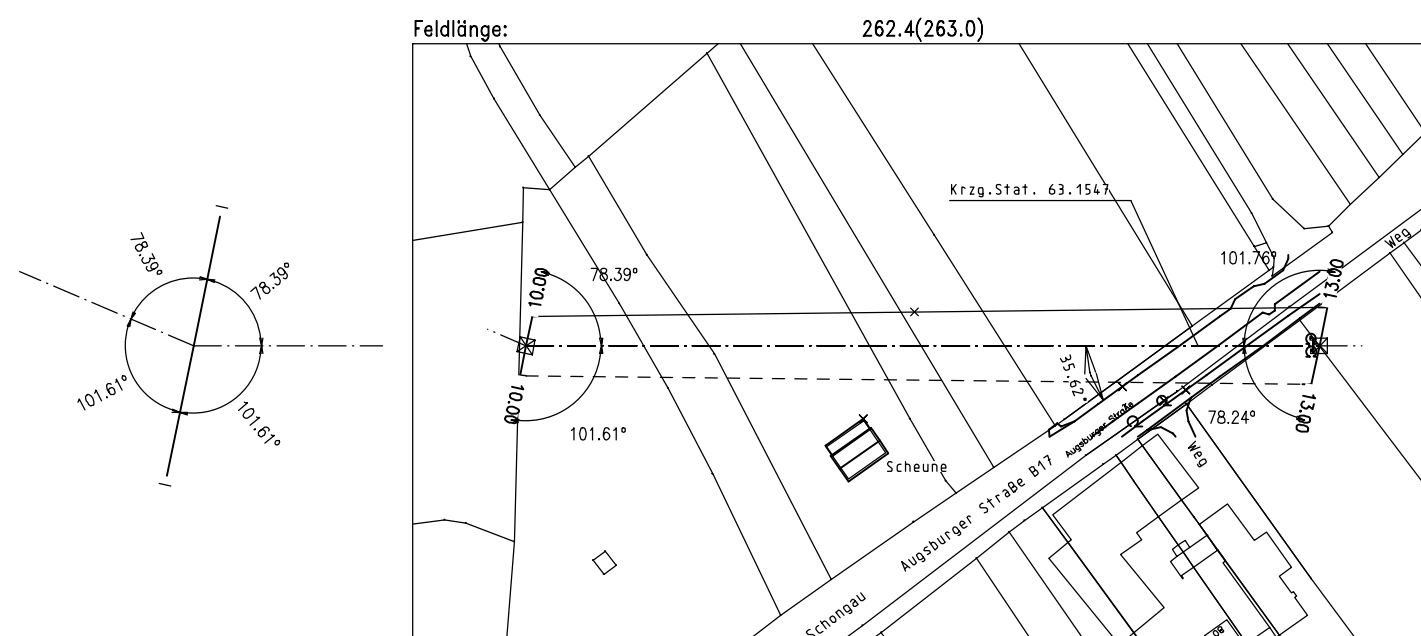 Feldlänge:
262.4(263.0)
Krzg.Stat. 63.1547
78.39°
78.39°
101.61°
101.61°
10.00
78.39°
10.00
101.61°
101.76°
13.00
13.00
78.24°
35.62°
Weg
Weg
Augsburger Straße
Augsburger Straße B17
Scheune
Schongau